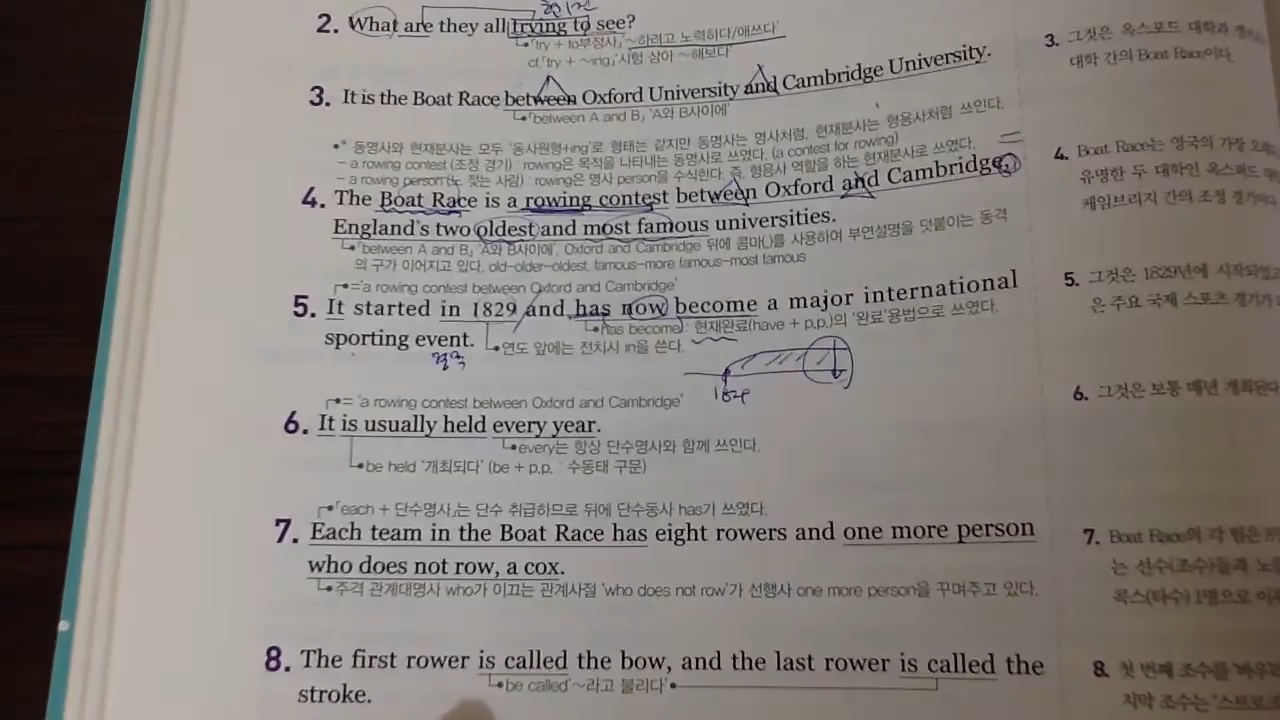 2. What are they all trying to see?
「try + to부정사」 ~하려고 노력하다/애쓰다'
cf.「try + ~ing」 '시험 삼아 ~해보다'
3. It is the Boat Race between Oxford University and Cambridge University.
「between A and B」 'A와 B사이에'
* 동명사와 현재분사는 모두 '동사원형+ing'로 형태는 같지만 동명사는 명사처럼, 현재분사는 형용사처럼 쓰인다.
– a rowing contest (조정 경기) : rowing은 목적을 나타내는 동명사로 쓰였다. (a contest for rowing)
– a rowing person (노 젓는 사람) : rowing은 명사 person을 수식한다. 즉, 형용사 역할을 하는 현재분사로 쓰였다.
4. The Boat Race is a rowing contest between Oxford and Cambridge,
England's two oldest and most famous universities.
「between A and B」 'A와 B사이에', Oxford and Cambridge 뒤에 콤마(,)를 사용하여 부연설명을 덧붙이는 동격
의 구가 이어지고 있다. old-older-oldest, famous-more famous-most famous
='a rowing contest between Oxford and Cambridge'
5. It started in 1829 and has now become a major international
has become : 현재완료(have + p.p.)의 '완료'용법으로 쓰였다.
sporting event.
연도 앞에는 전치사 in을 쓴다.
= 'a rowing contest between Oxford and Cambridge'
6. It is usually held every year.
every는 항상 단수명사와 함께 쓰인다.
be held '개최되다' (be + p.p. : 수동태 구문)
「each + 단수명사」는 단수 취급하므로 뒤에 단수동사 has가 쓰였다.
7. Each team in the Boat Race has eight rowers and one more person
who does not row, a cox.
주격 관계대명사 who가 이끄는 관계사절 'who does not row'가 선행사 one more person을 꾸며주고 있다.
8. The first rower is called the bow, and the last rower is called the
be called '~라고 불리다'
stroke.
3. 그것은 옥스포드 대학과
대학 간의 Boat Race이다.
4. Boat Race는 영국의 가장
유명한 두 대학인 옥스퍼드
케임브리지 간의 조정 경기
5. 그것은 1829년에 시작되었
은 주요 국제 스포츠 경기가
6. 그것은 보통 매년 개최된다
7. Boat Race의 각 팀은
는 선수(조수)들과
콕스(타수) 1명으로
8. 첫 번째 조수를
지막 조수는